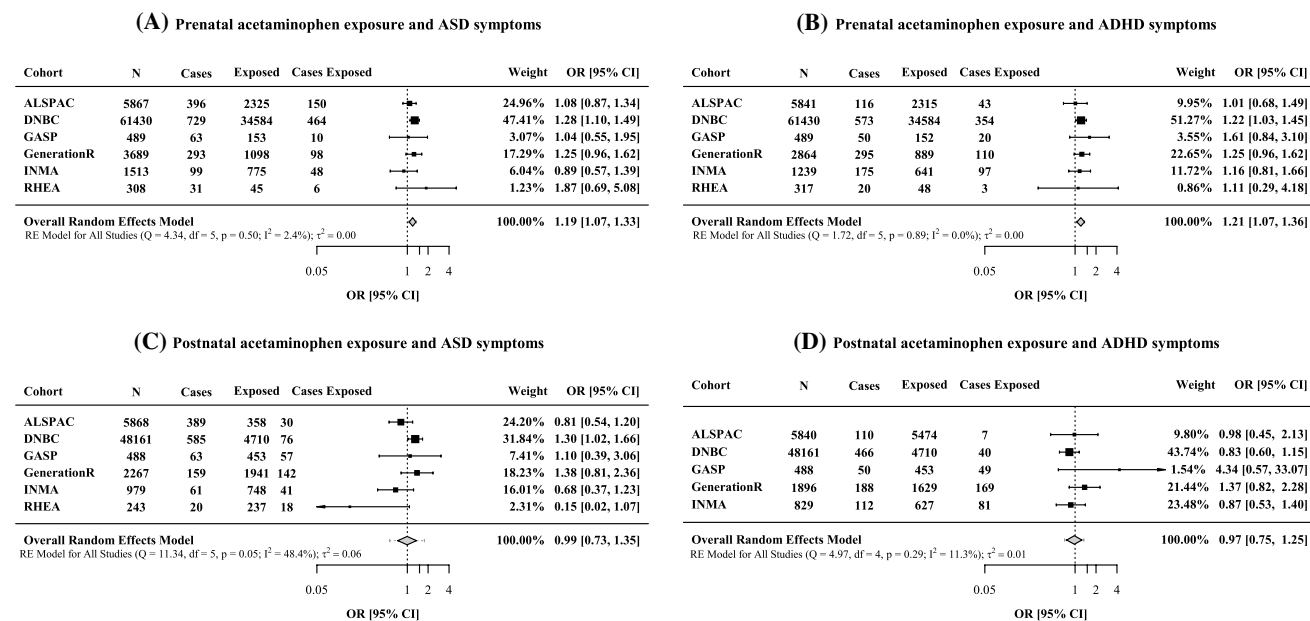 (A) Prenatal acetaminophen exposure and ASD symptoms
Cohort N Cases Exposed Cases Exposed Weight OR [95% CI]
ALSPAC 5867 396 2325 150 24.96% 1.08 [0.87, 1.34]
DNBC 61430 729 34584 464 47.41% 1.28 [1.10, 1.49]
GASP 489 63 153 10 3.07% 1.04 [0.55, 1.95]
GenerationR 3689 293 1098 98 17.29% 1.25 [0.96, 1.62]
INMA 1513 99 775 48 6.04% 0.89 [0.57, 1.39]
RHEA 308 31 45 6 1.23% 1.87 [0.69, 5.08]
Overall Random Effects Model 100.00% 1.19 [1.07, 1.33]
RE Model for All Studies (Q = 4.34, df = 5, p = 0.50; I² = 2.4%); τ² = 0.00
0.05 1 2 4
OR [95% CI]
(B) Prenatal acetaminophen exposure and ADHD symptoms
Cohort N Cases Exposed Cases Exposed Weight OR [95% CI]
ALSPAC 5841 116 2315 43 9.95% 1.01 [0.68, 1.49]
DNBC 61430 573 34584 354 51.27% 1.22 [1.03, 1.45]
GASP 489 50 152 20 3.55% 1.61 [0.84, 3.10]
GenerationR 2864 295 889 110 22.65% 1.25 [0.96, 1.62]
INMA 1239 175 641 97 11.72% 1.16 [0.81, 1.66]
RHEA 317 20 48 3 0.86% 1.11 [0.29, 4.18]
Overall Random Effects Model 100.00% 1.21 [1.07, 1.36]
RE Model for All Studies (Q = 1.72, df = 5, p = 0.89; I² = 0.0%); τ² = 0.00
0.05 1 2 4
OR [95% CI]
(C) Postnatal acetaminophen exposure and ASD symptoms
Cohort N Cases Exposed Cases Exposed Weight OR [95% CI]
ALSPAC 5868 389 358 30 24.20% 0.81 [0.54, 1.20]
DNBC 48161 585 4710 76 31.84% 1.30 [1.02, 1.66]
GASP 488 63 453 57 7.41% 1.10 [0.39, 3.06]
GenerationR 2267 159 1941 142 18.23% 1.38 [0.81, 2.36]
INMA 979 61 748 41 16.01% 0.68 [0.37, 1.23]
RHEA 243 20 237 18 2.31% 0.15 [0.02, 1.07]
Overall Random Effects Model 100.00% 0.99 [0.73, 1.35]
RE Model for All Studies (Q = 11.34, df = 5, p = 0.05; I² = 48.4%); τ² = 0.06
0.05 1 2 4
OR [95% CI]
(D) Postnatal acetaminophen exposure and ADHD symptoms
Cohort N Cases Exposed Cases Exposed Weight OR [95% CI]
ALSPAC 5840 110 5474 7 9.80% 0.98 [0.45, 2.13]
DNBC 48161 466 4710 40 43.74% 0.83 [0.60, 1.15]
GASP 488 50 453 49 1.54% 4.34 [0.57, 33.07]
GenerationR 1896 188 1629 169 21.44% 1.37 [0.82, 2.28]
INMA 829 112 627 81 23.48% 0.87 [0.53, 1.40]
Overall Random Effects Model 100.00% 0.97 [0.75, 1.25]
RE Model for All Studies (Q = 4.97, df = 4, p = 0.29; I² = 11.3%); τ² = 0.01
0.05 1 2 4
OR [95% CI]